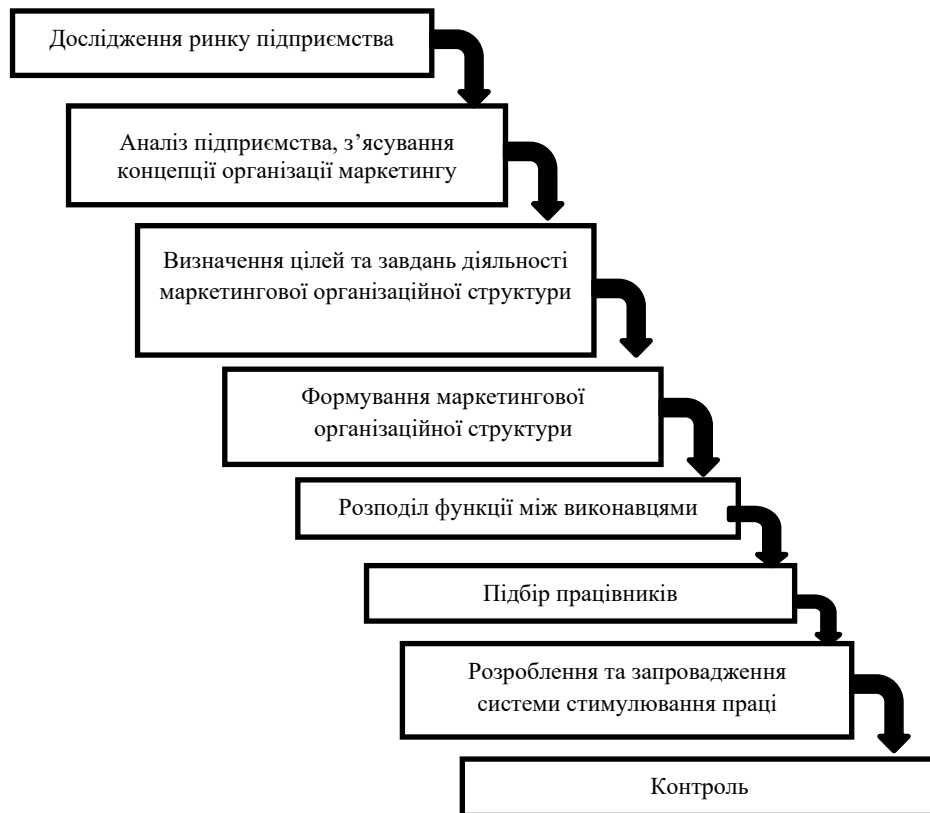 Дослідження ринку підприємства
Аналіз підприємства, з’ясування
концепції організації маркетингу
Визначення цілей та завдань діяльності
маркетингової організаційної структури
Формування маркетингової
організаційної структури
Розподіл функції між виконавцями
Підбір працівників
Розроблення та запровадження
системи стимулювання праці
Контроль